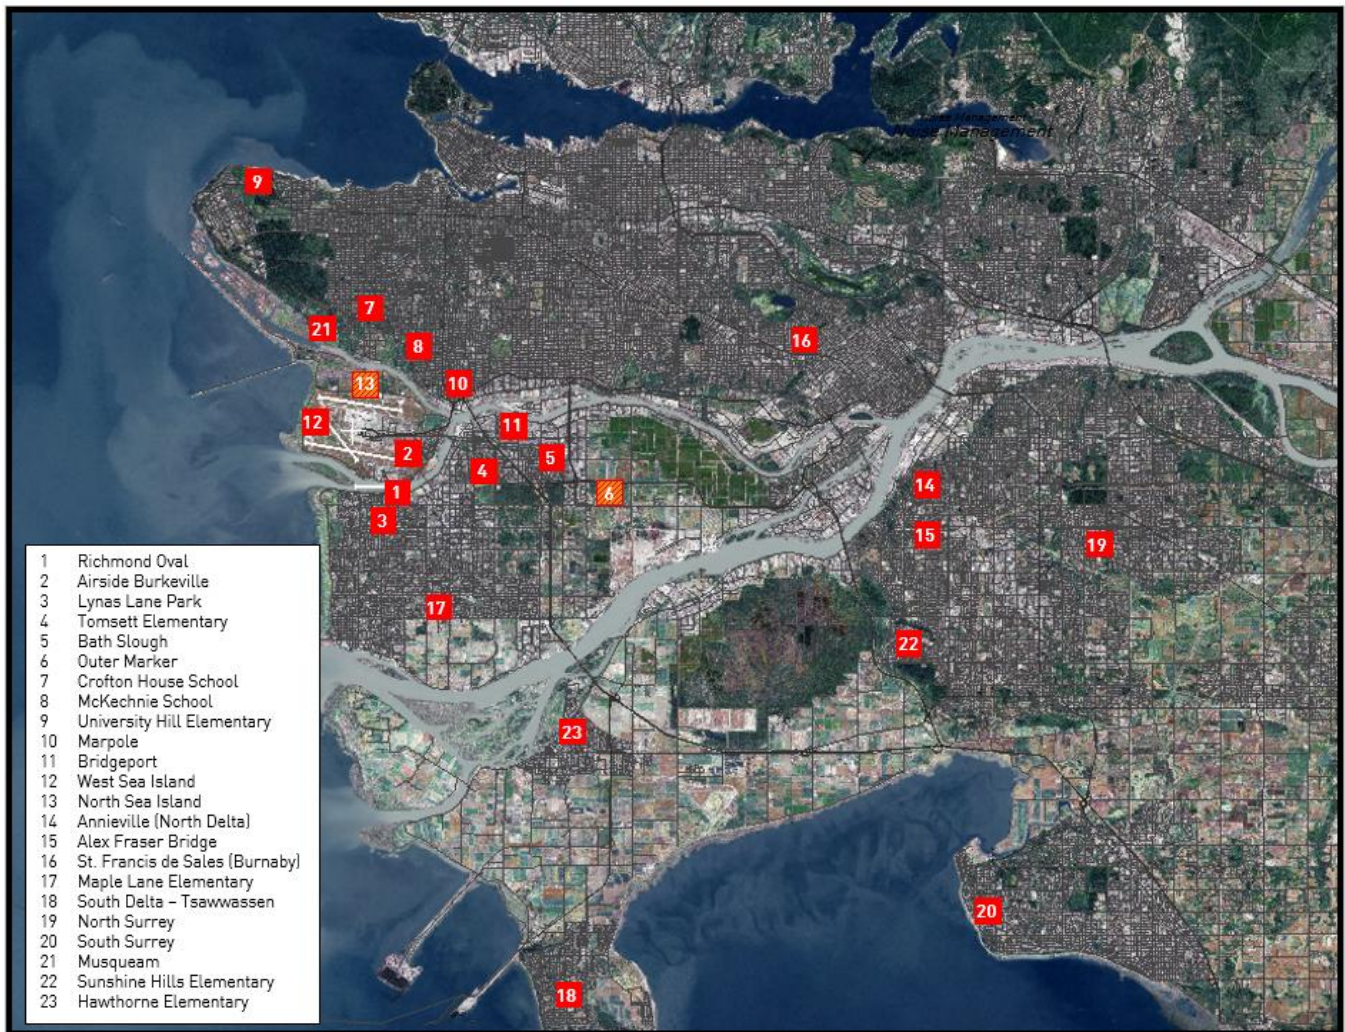 Noise Management
Noise Management
9
7
21
8
16
13
10
12
11
2
5
4
14
1
6
3
15
19
17
22
23
20
18
1 Richmond Oval
2 Airside Burkeville
3 Lynas Lane Park
4 Tomsett Elementary
5 Bath Slough
6 Outer Marker
7 Crofton House School
8 McKechnie School
9 University Hill Elementary
10 Marpole
11 Bridgeport
12 West Sea Island
13 North Sea Island
14 Annieville (North Delta)
15 Alex Fraser Bridge
16 St. Francis de Sales (Burnaby)
17 Maple Lane Elementary
18 South Delta – Tsawwassen
19 North Surrey
20 South Surrey
21 Musqueam
22 Sunshine Hills Elementary
23 Hawthorne Elementary